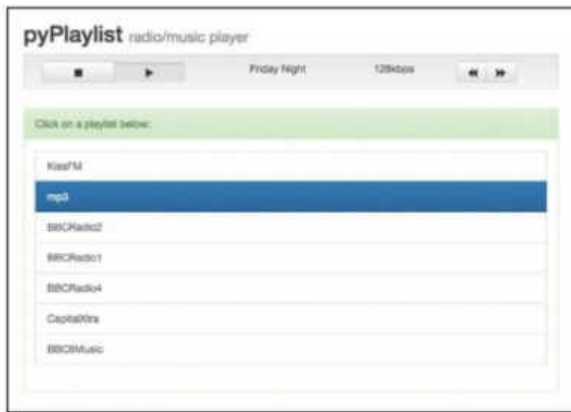 pyPlaylist radio/music player
Friday Night 128kbps
Click on a playlist below:
KissFM
mp3
BBCRadio2
BBCRadio1
BBCRadio4
CapitalXtra
BBC6Music